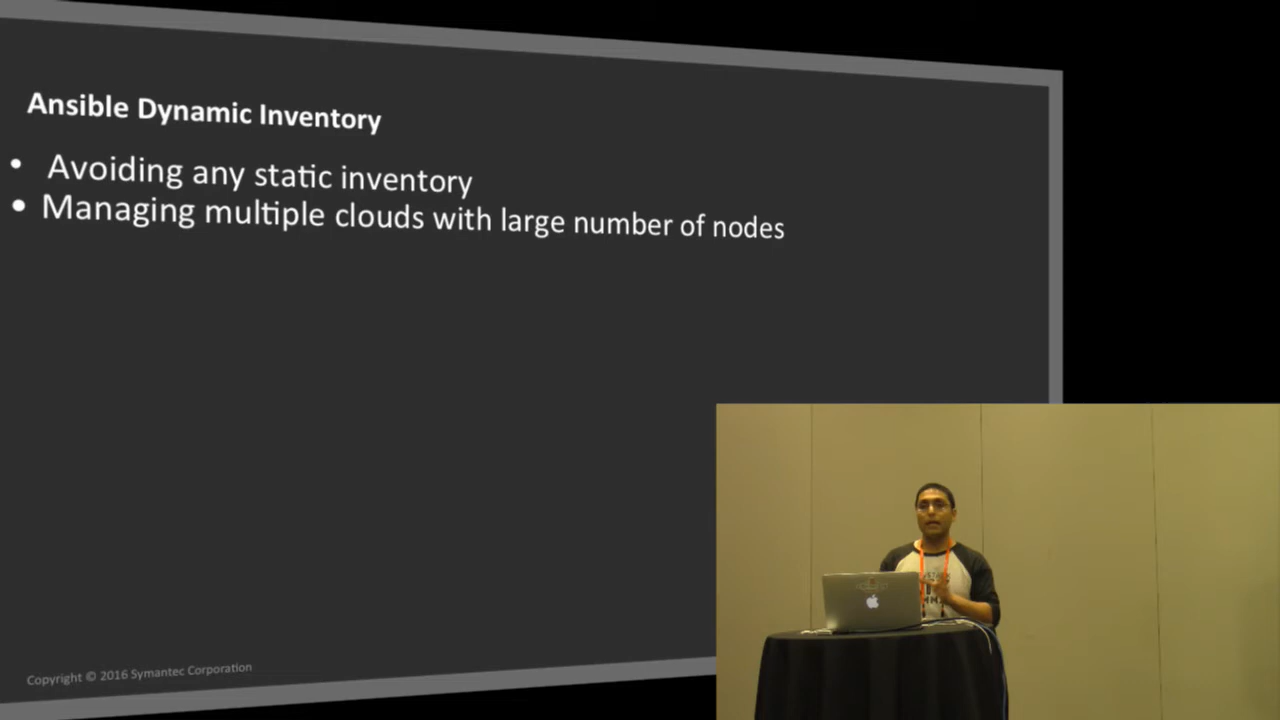 Ansible Dynamic Inventory
• Avoiding any static inventory
• Managing multiple clouds with large number of nodes
Copyright © 2016 Symantec Corporation